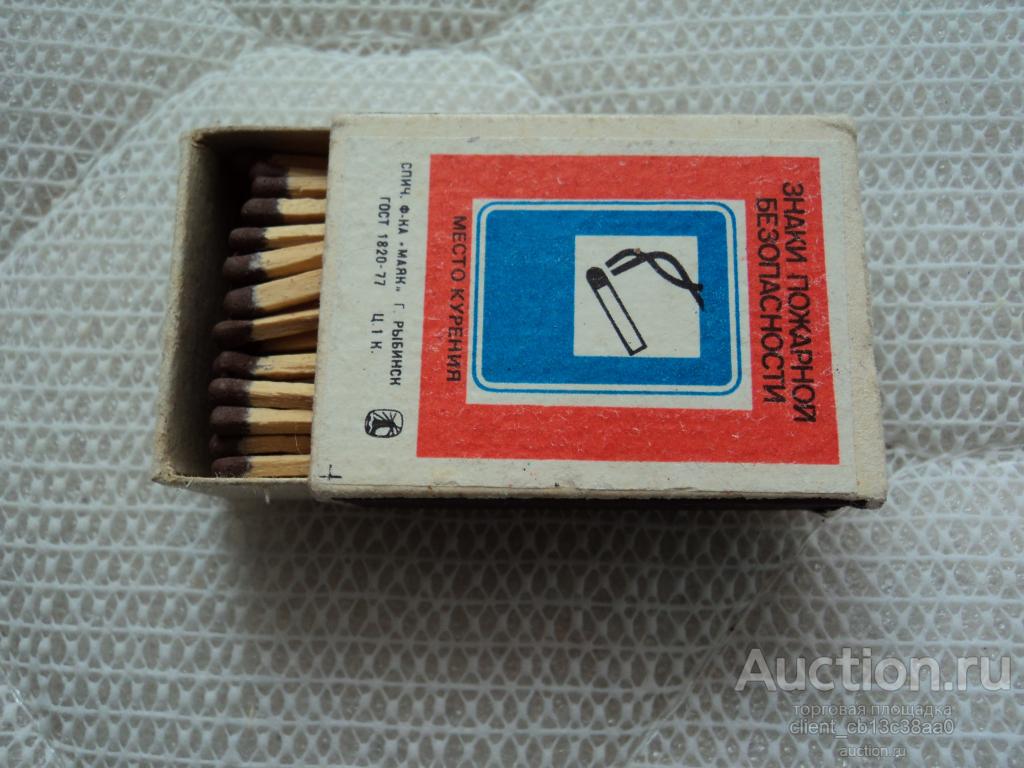 ЗНАКИ ПОЖАРНОЙ
БЕЗОПАСНОСТИ
МЕСТО КУРЕНИЯ
СПИЧ. Ф-КА „МАЯК" Г. РЫБИНСК
ГОСТ 1820-77 Ц. 1 К.
Auction.ru
торговая площадка
client_cb13c38aa0
auction.ru